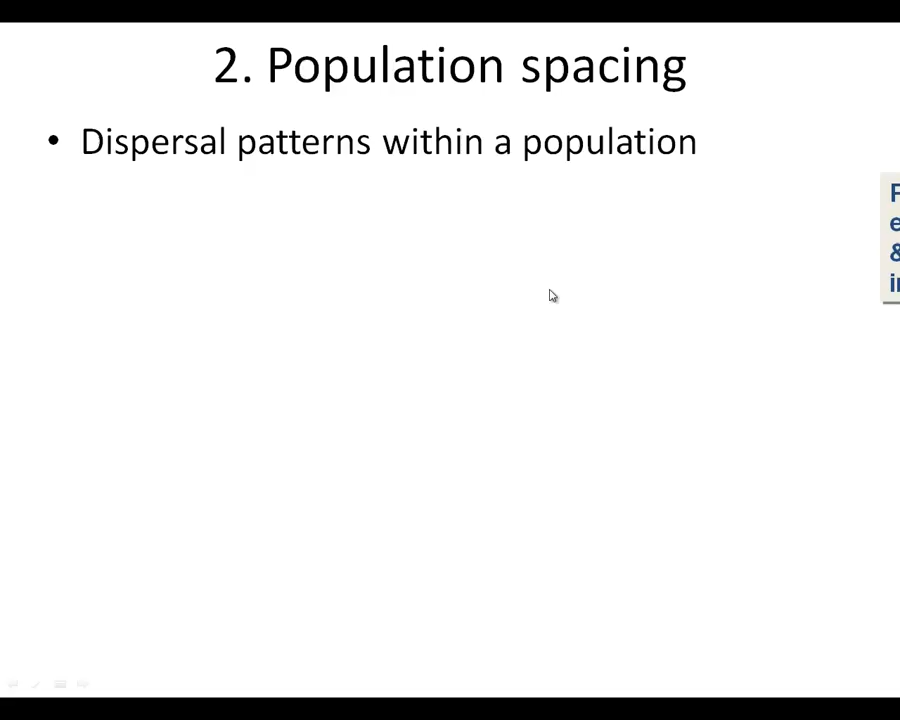 2. Population spacing
• Dispersal patterns within a population
&